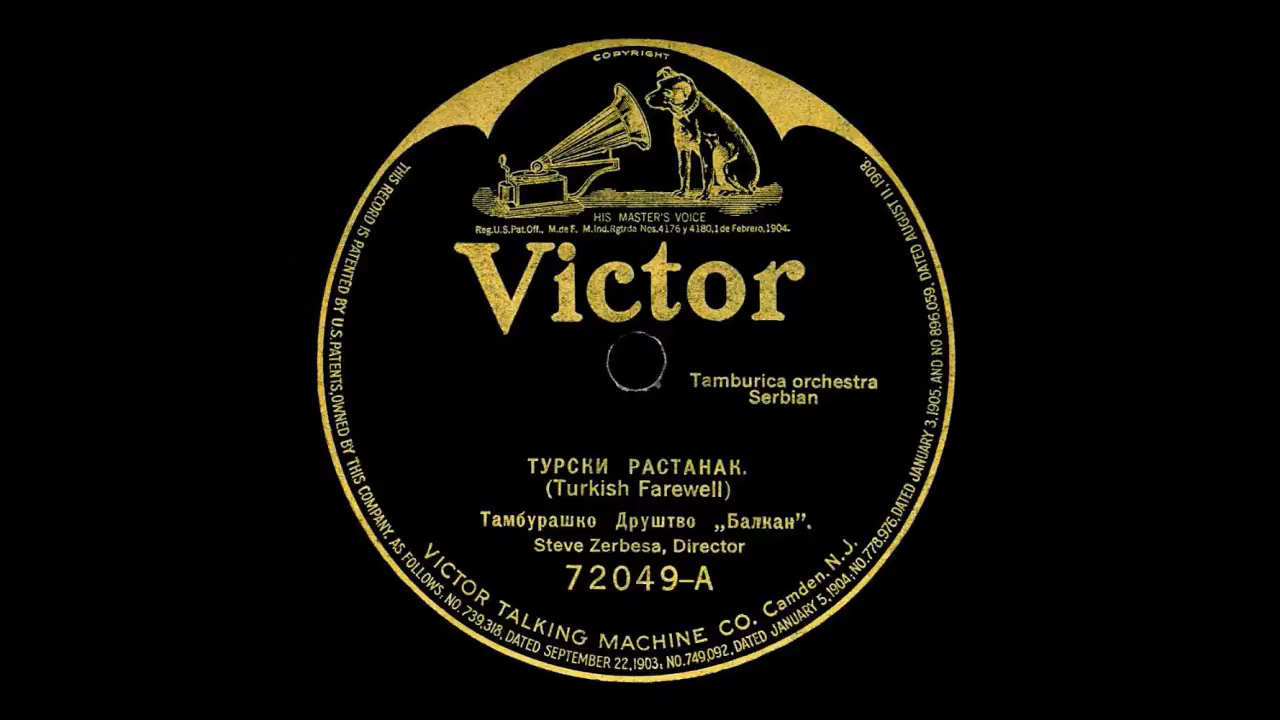 COPYRIGHT
HIS MASTER'S VOICE
Reg.U.S.Pat.Off., M.de F. M.Ind.Rgtrda Nos.4176 y 4180,1 de Febrero,1904.
Victor
Tamburica orchestra
Serbian
ТУРСКИ РАСТАНАК.
(Turkish Farewell)
Тамбурашко Друштво „Балкан".
Steve Zerbesa, Director
72049-A
VICTOR TALKING MACHINE CO. Camden, N.J.
THIS RECORD IS PATENTED BY U.S. PATENTS, OWNED BY THIS COMPANY, AS FOLLOWS: NO. 739,318, DATED SEPTEMBER 22,1903; NO.749,092, DATED JANUARY 5,1904, NO.778,976, DATED JANUARY 3,1905, AND NO 896,059, DATED AUGUST 11,1908.